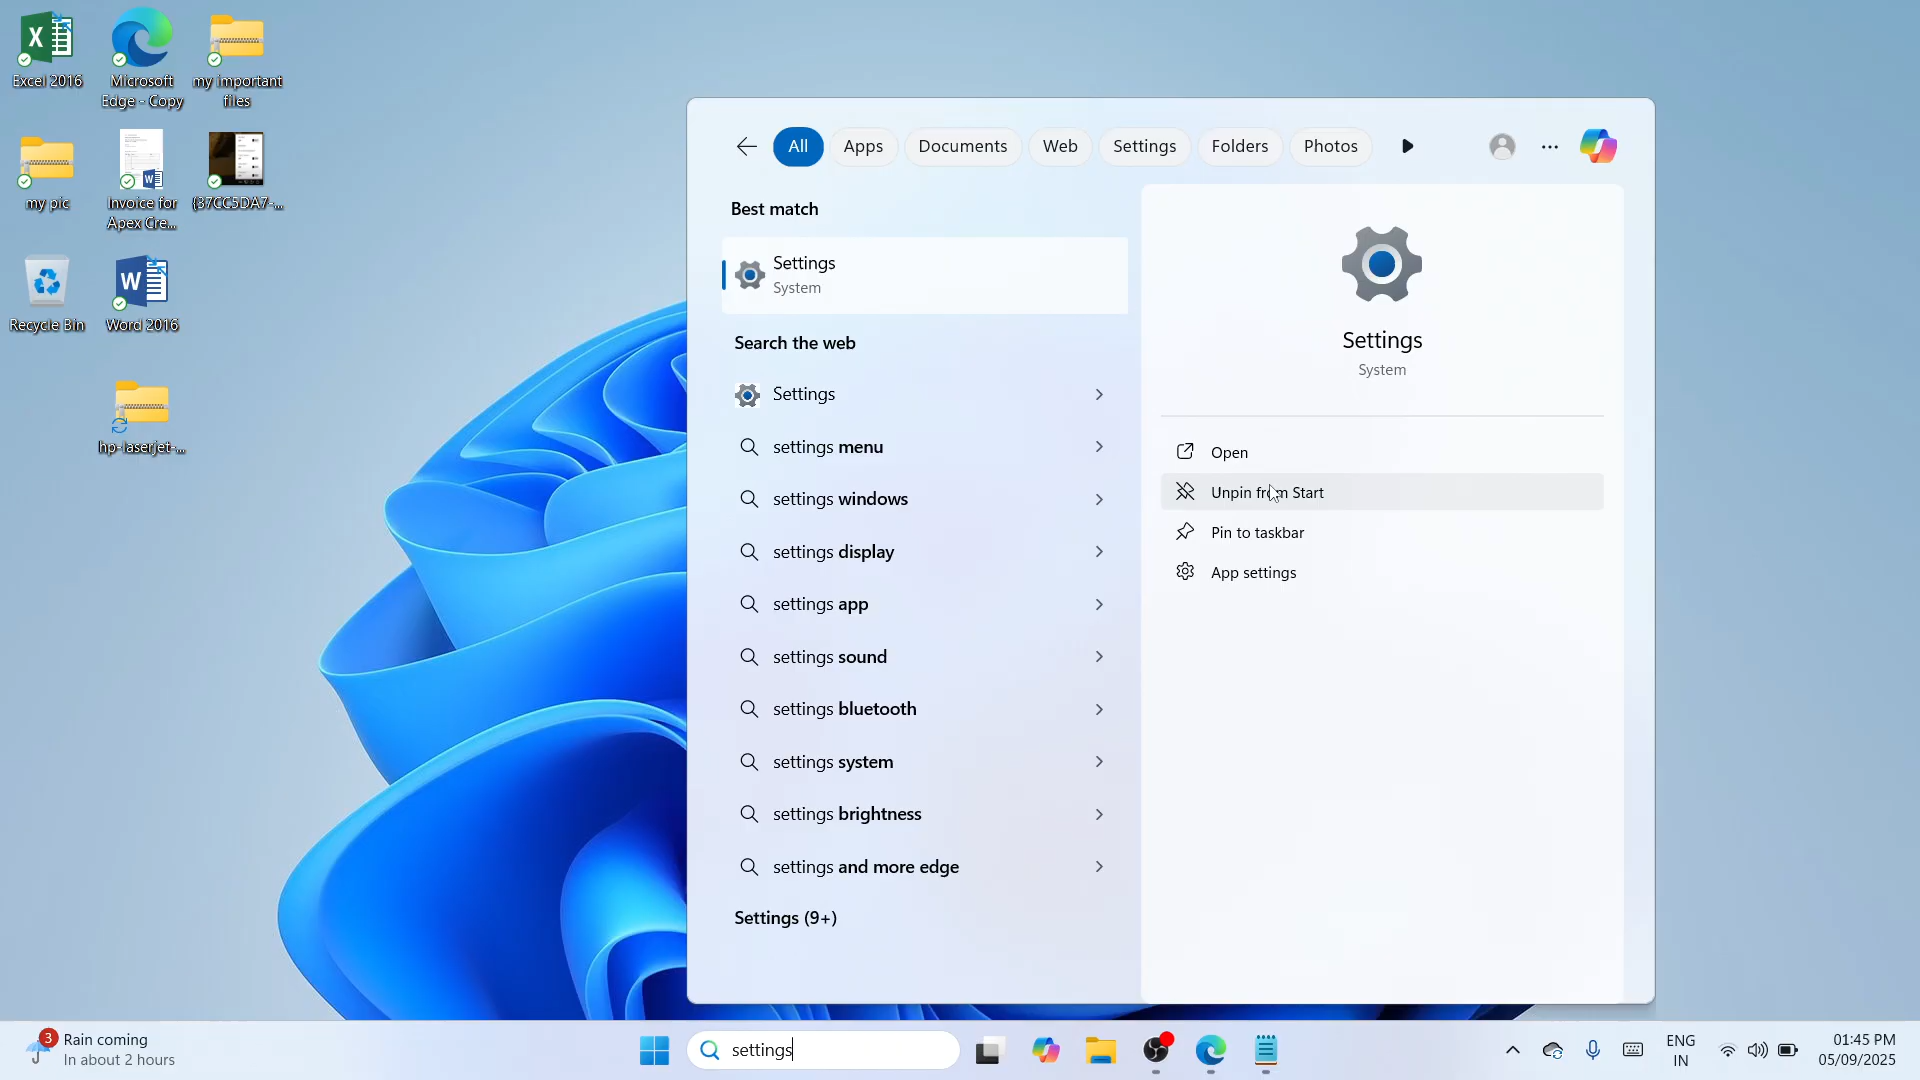 Excel 2016
Microsoft
Edge - Copy
my important
files
my pic
Invoice for
Apex Cre...
{37CC5DA7-...
Recycle Bin
Word 2016
hp-laserjet-...
All
Apps
Documents
Web
Settings
Folders
Photos
Best match
Settings
System
Search the web
Settings
settings menu
settings windows
settings display
settings app
settings sound
settings bluetooth
settings system
settings brightness
settings and more edge
Settings (9+)
Settings
System
Open
Unpin from Start
Pin to taskbar
App settings
3
Rain coming
In about 2 hours
settings
ENG
IN
01:45 PM
05/09/2025